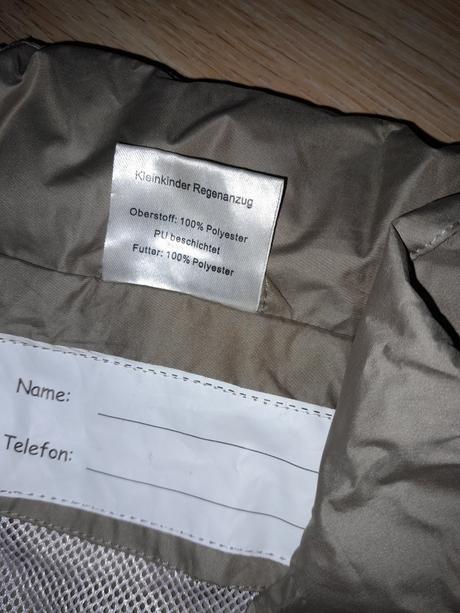 Kleinkinder Regenanzug
Oberstoff: 100% Polyester
PU beschichtet
Futter: 100% Polyester
Name:
Telefon: